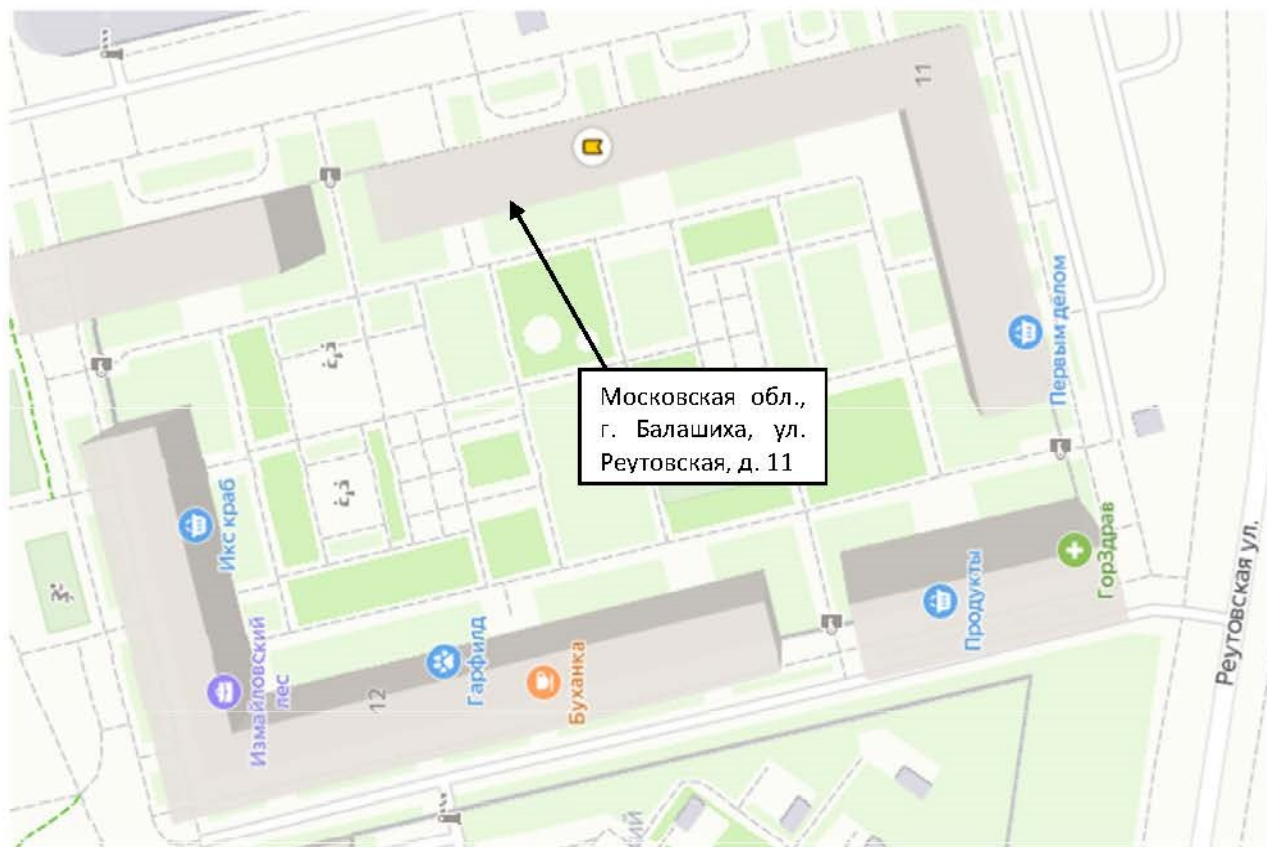 11
Первым делом
Московская обл.,
г. Балашиха, ул.
Реутовская, д. 11
Икс краб
ГорЗдрав
Продукты
Реутовская ул.
Измайловский
лес
12
Гарфилд
Буханка